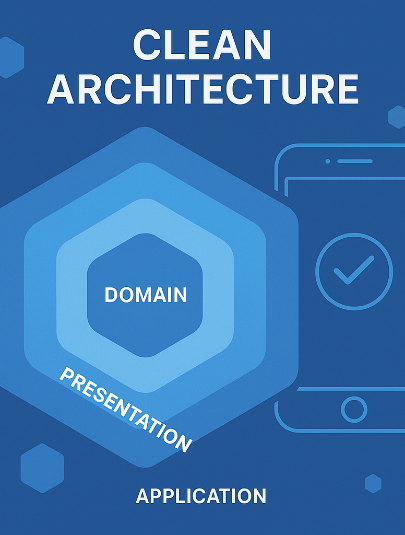 CLEAN
ARCHITECTURE
DOMAIN
PRESENTATION
APPLICATION